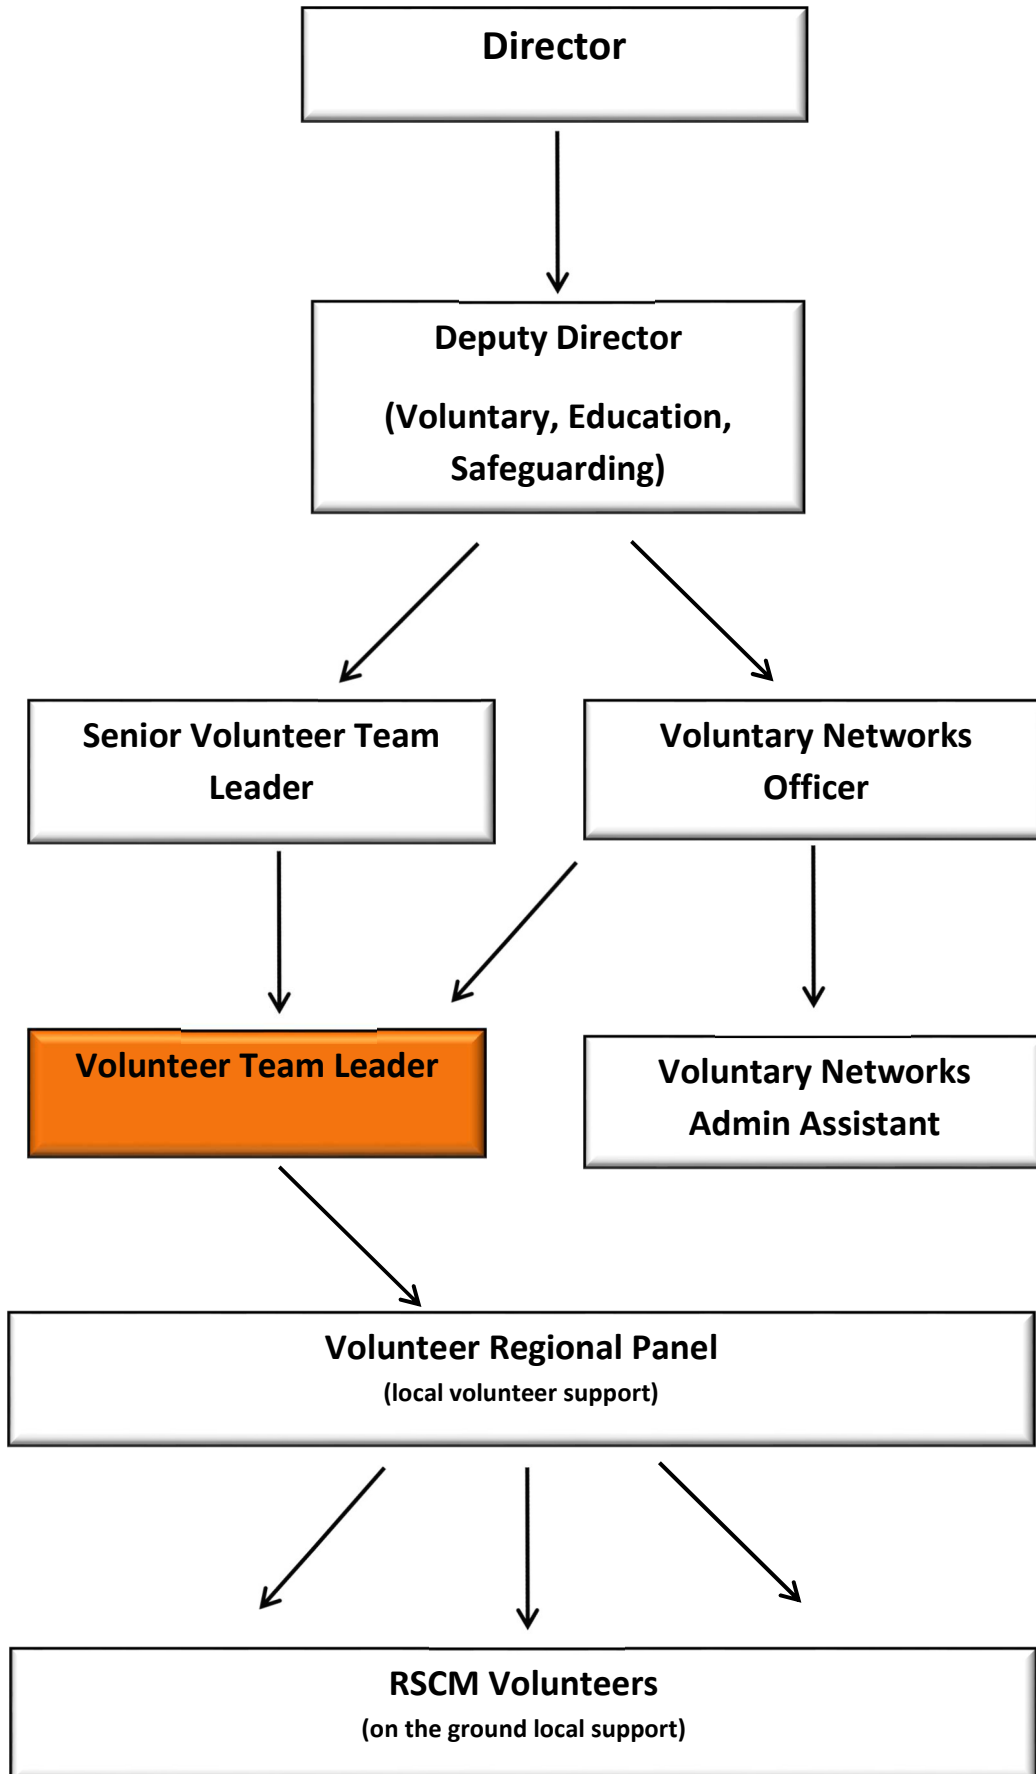 Director
Deputy Director
(Voluntary, Education,
Safeguarding)
Senior Volunteer Team
Leader
Voluntary Networks
Officer
Volunteer Team Leader
Voluntary Networks
Admin Assistant
Volunteer Regional Panel
(local volunteer support)
RSCM Volunteers
(on the ground local support)